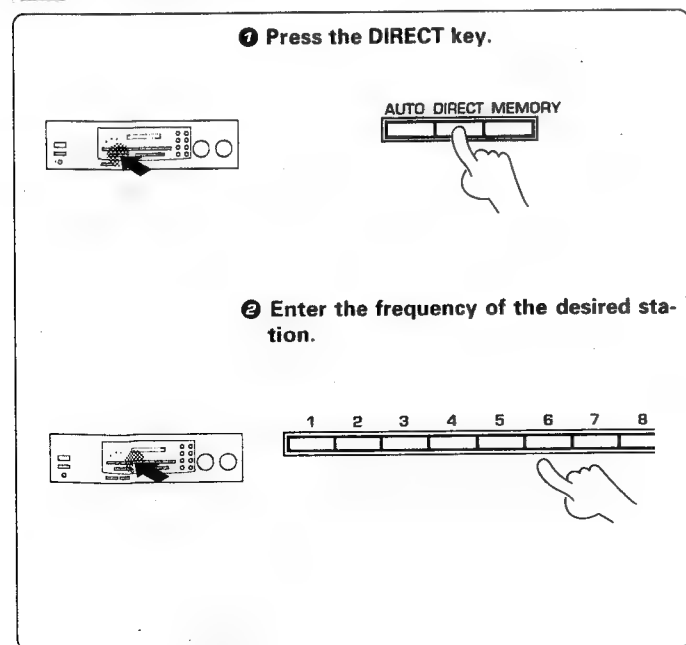 ❶ Press the DIRECT key.
AUTO DIRECT MEMORY
❷ Enter the frequency of the desired sta-
tion.
1 2 3 4 5 6 7 8